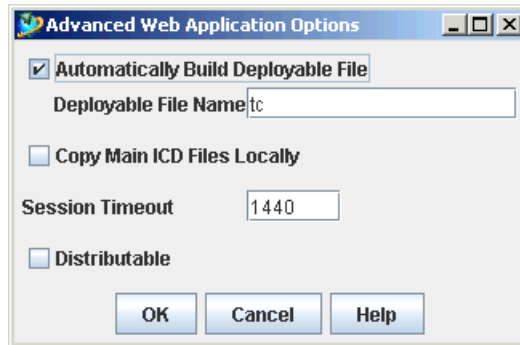 Advanced Web Application Options
Automatically Build Deployable File
Deployable File Name tc
Copy Main ICD Files Locally
Session Timeout 1440
Distributable
OK Cancel Help